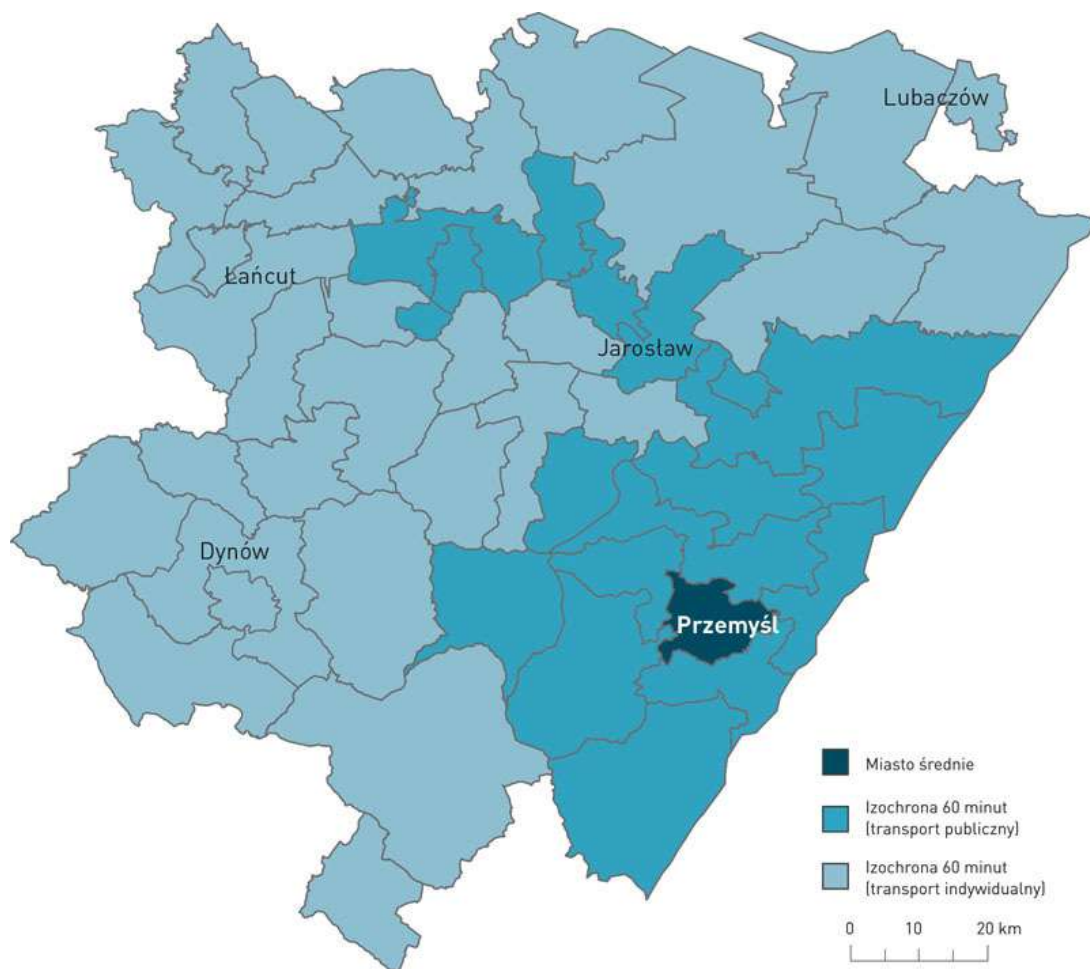 Lubaczów
Łańcut
Jarosław
Dynów
Przemyśl
Miasto średnie
Izochrona 60 minut
(transport publiczny)
Izochrona 60 minut
(transport indywidualny)
0 10 20 km